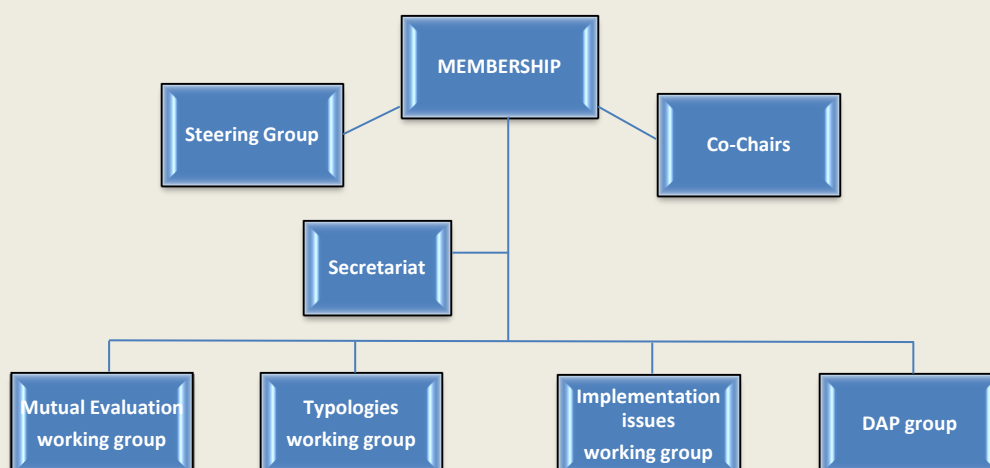 MEMBERSHIP
Steering Group
Co-Chairs
Secretariat
Mutual Evaluation
working group
Typologies
working group
Implementation
issues
working group
DAP group